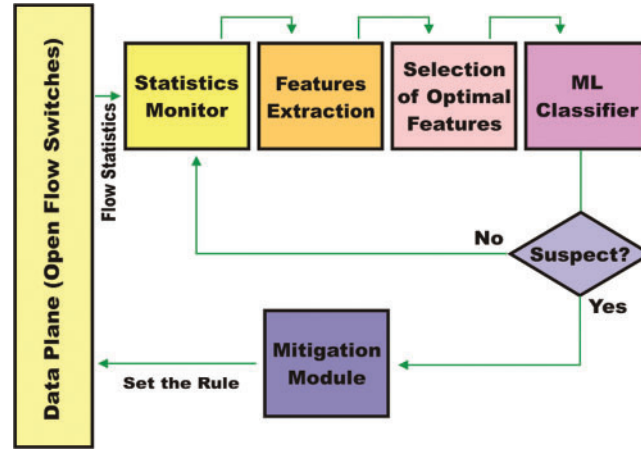 Data Plane (Open Flow Switches)
Flow Statistics
Statistics
Monitor
Features
Extraction
Selection
of Optimal
Features
ML
Classifier
Suspect?
No
Yes
Mitigation
Module
Set the Rule